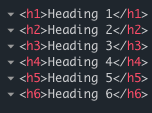 <h1>Heading 1</h1>
<h2>Heading 2</h2>
<h3>Heading 3</h3>
<h4>Heading 4</h4>
<h5>Heading 5</h5>
<h6>Heading 6</h6>